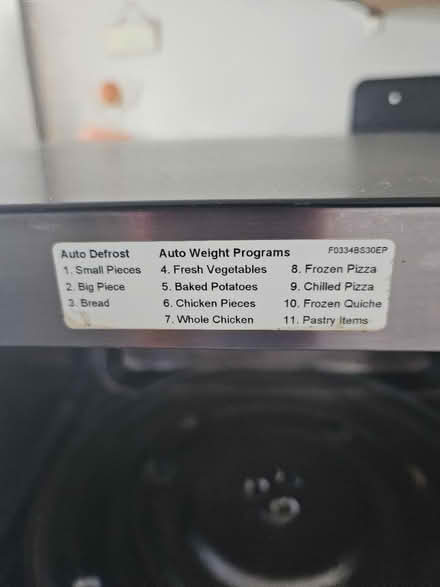 Auto Defrost Auto Weight Programs F0334BS30EP
1. Small Pieces 4. Fresh Vegetables 8. Frozen Pizza
2. Big Piece 5. Baked Potatoes 9. Chilled Pizza
3. Bread 6. Chicken Pieces 10. Frozen Quiche
7. Whole Chicken 11. Pastry Items